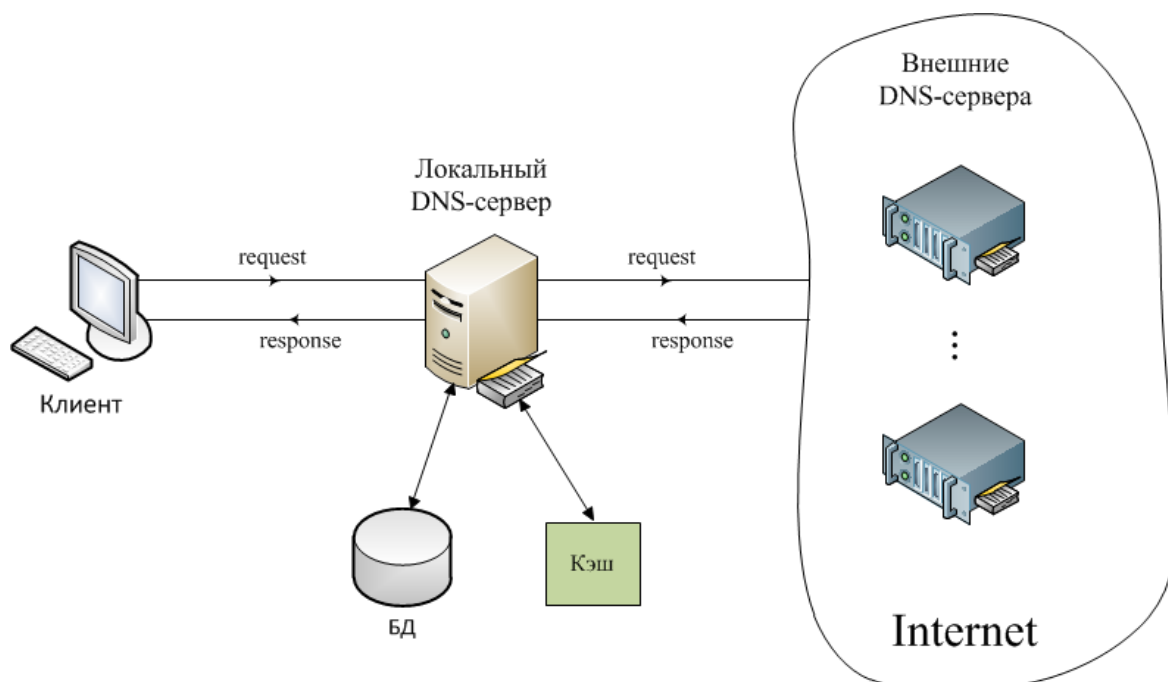 Внешние
DNS-сервера
Локальный
DNS-сервер
request
request
response
response
Клиент
Кэш
БД
Internet